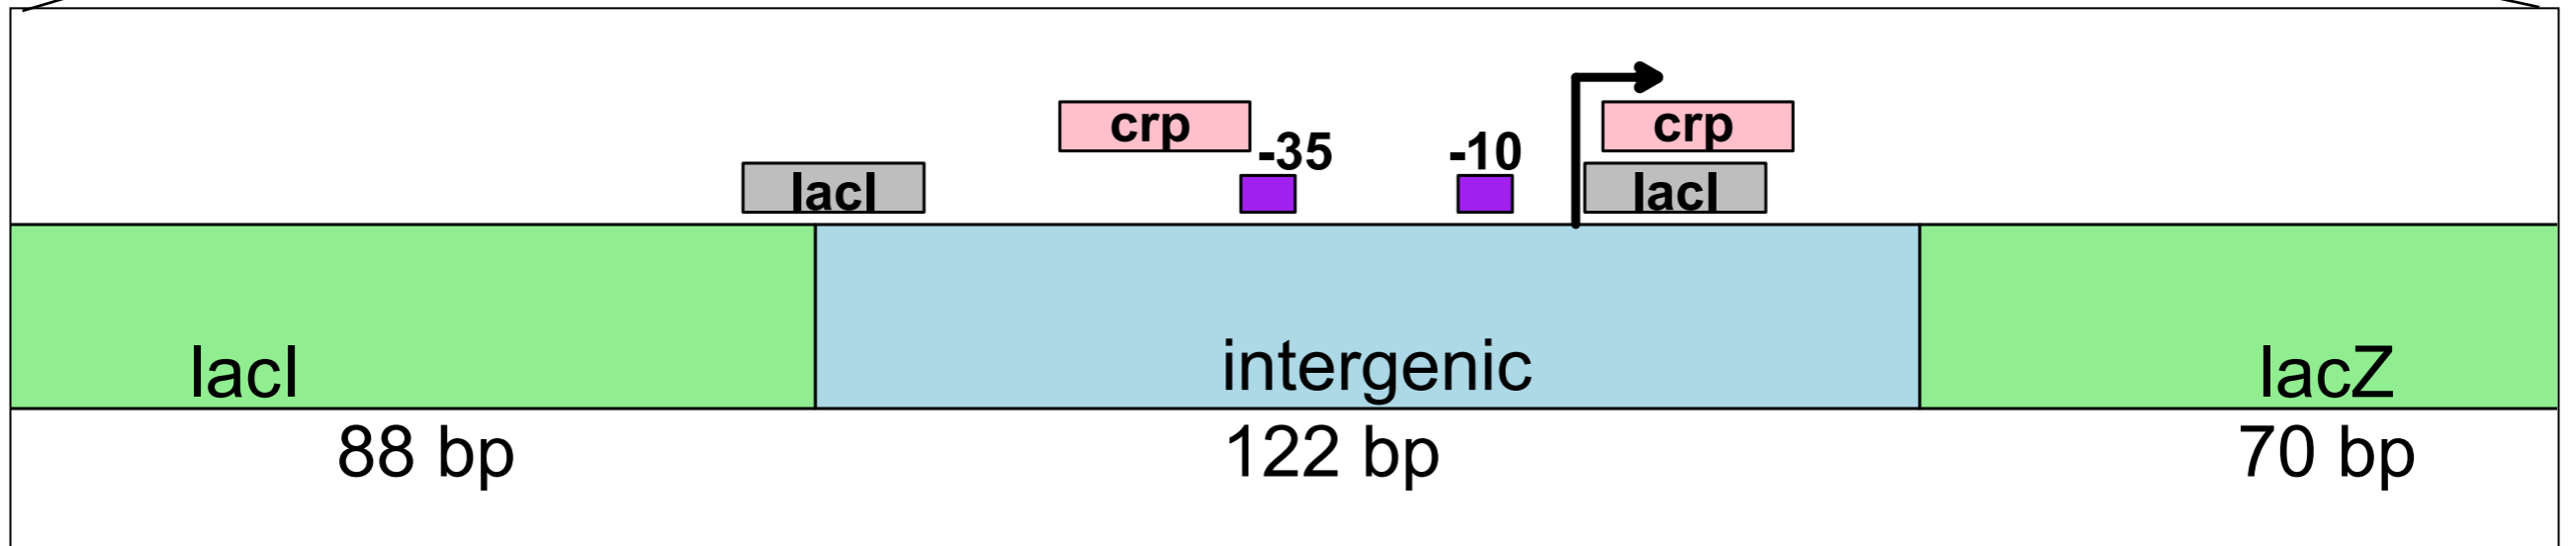 crp
crp
-35
-10
lacI
lacI
lacI
intergenic
lacZ
88 bp
122 bp
70 bp